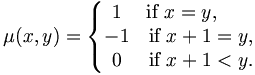 μ(x, y) = { 1 if x = y,
−1 if x + 1 = y,
0 if x + 1 < y.